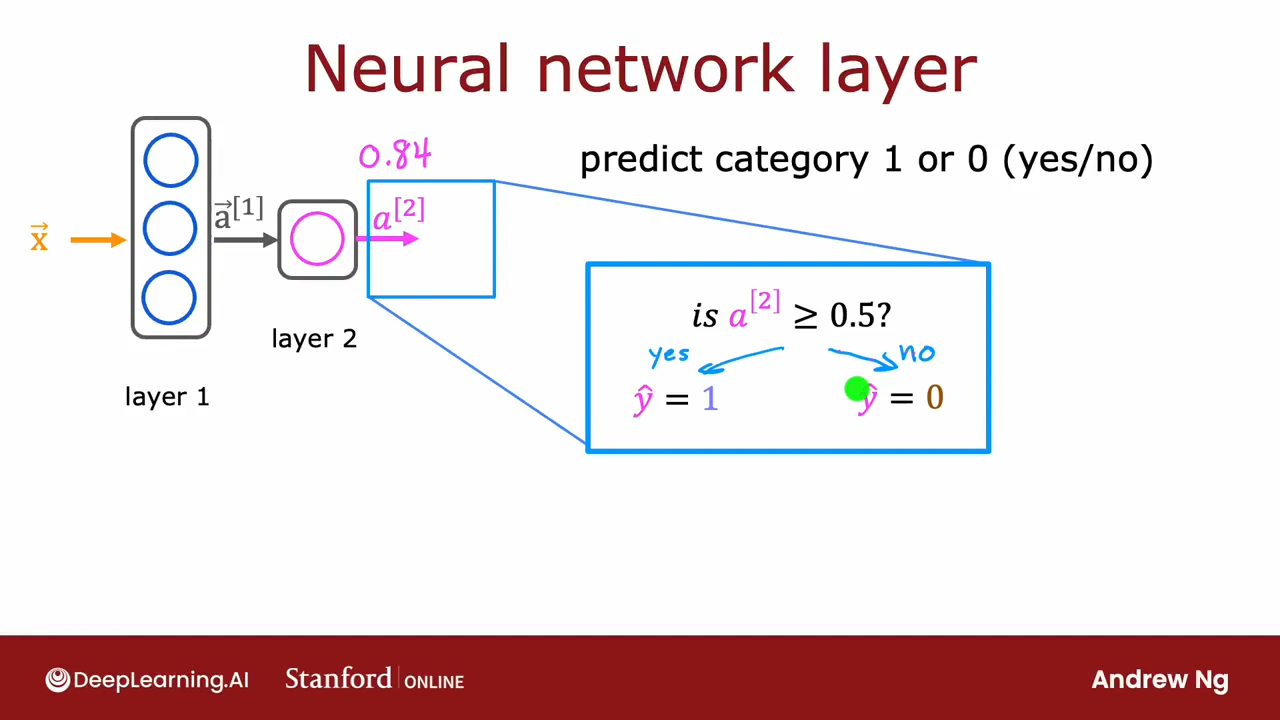 Neural network layer
0.84
predict category 1 or 0 (yes/no)
x⃗
a⃗[1]
a[2]
layer 2
layer 1
is a[2] ≥ 0.5?
yes
no
ŷ = 1
ŷ = 0
DeepLearning.AI
Stanford | ONLINE
Andrew Ng